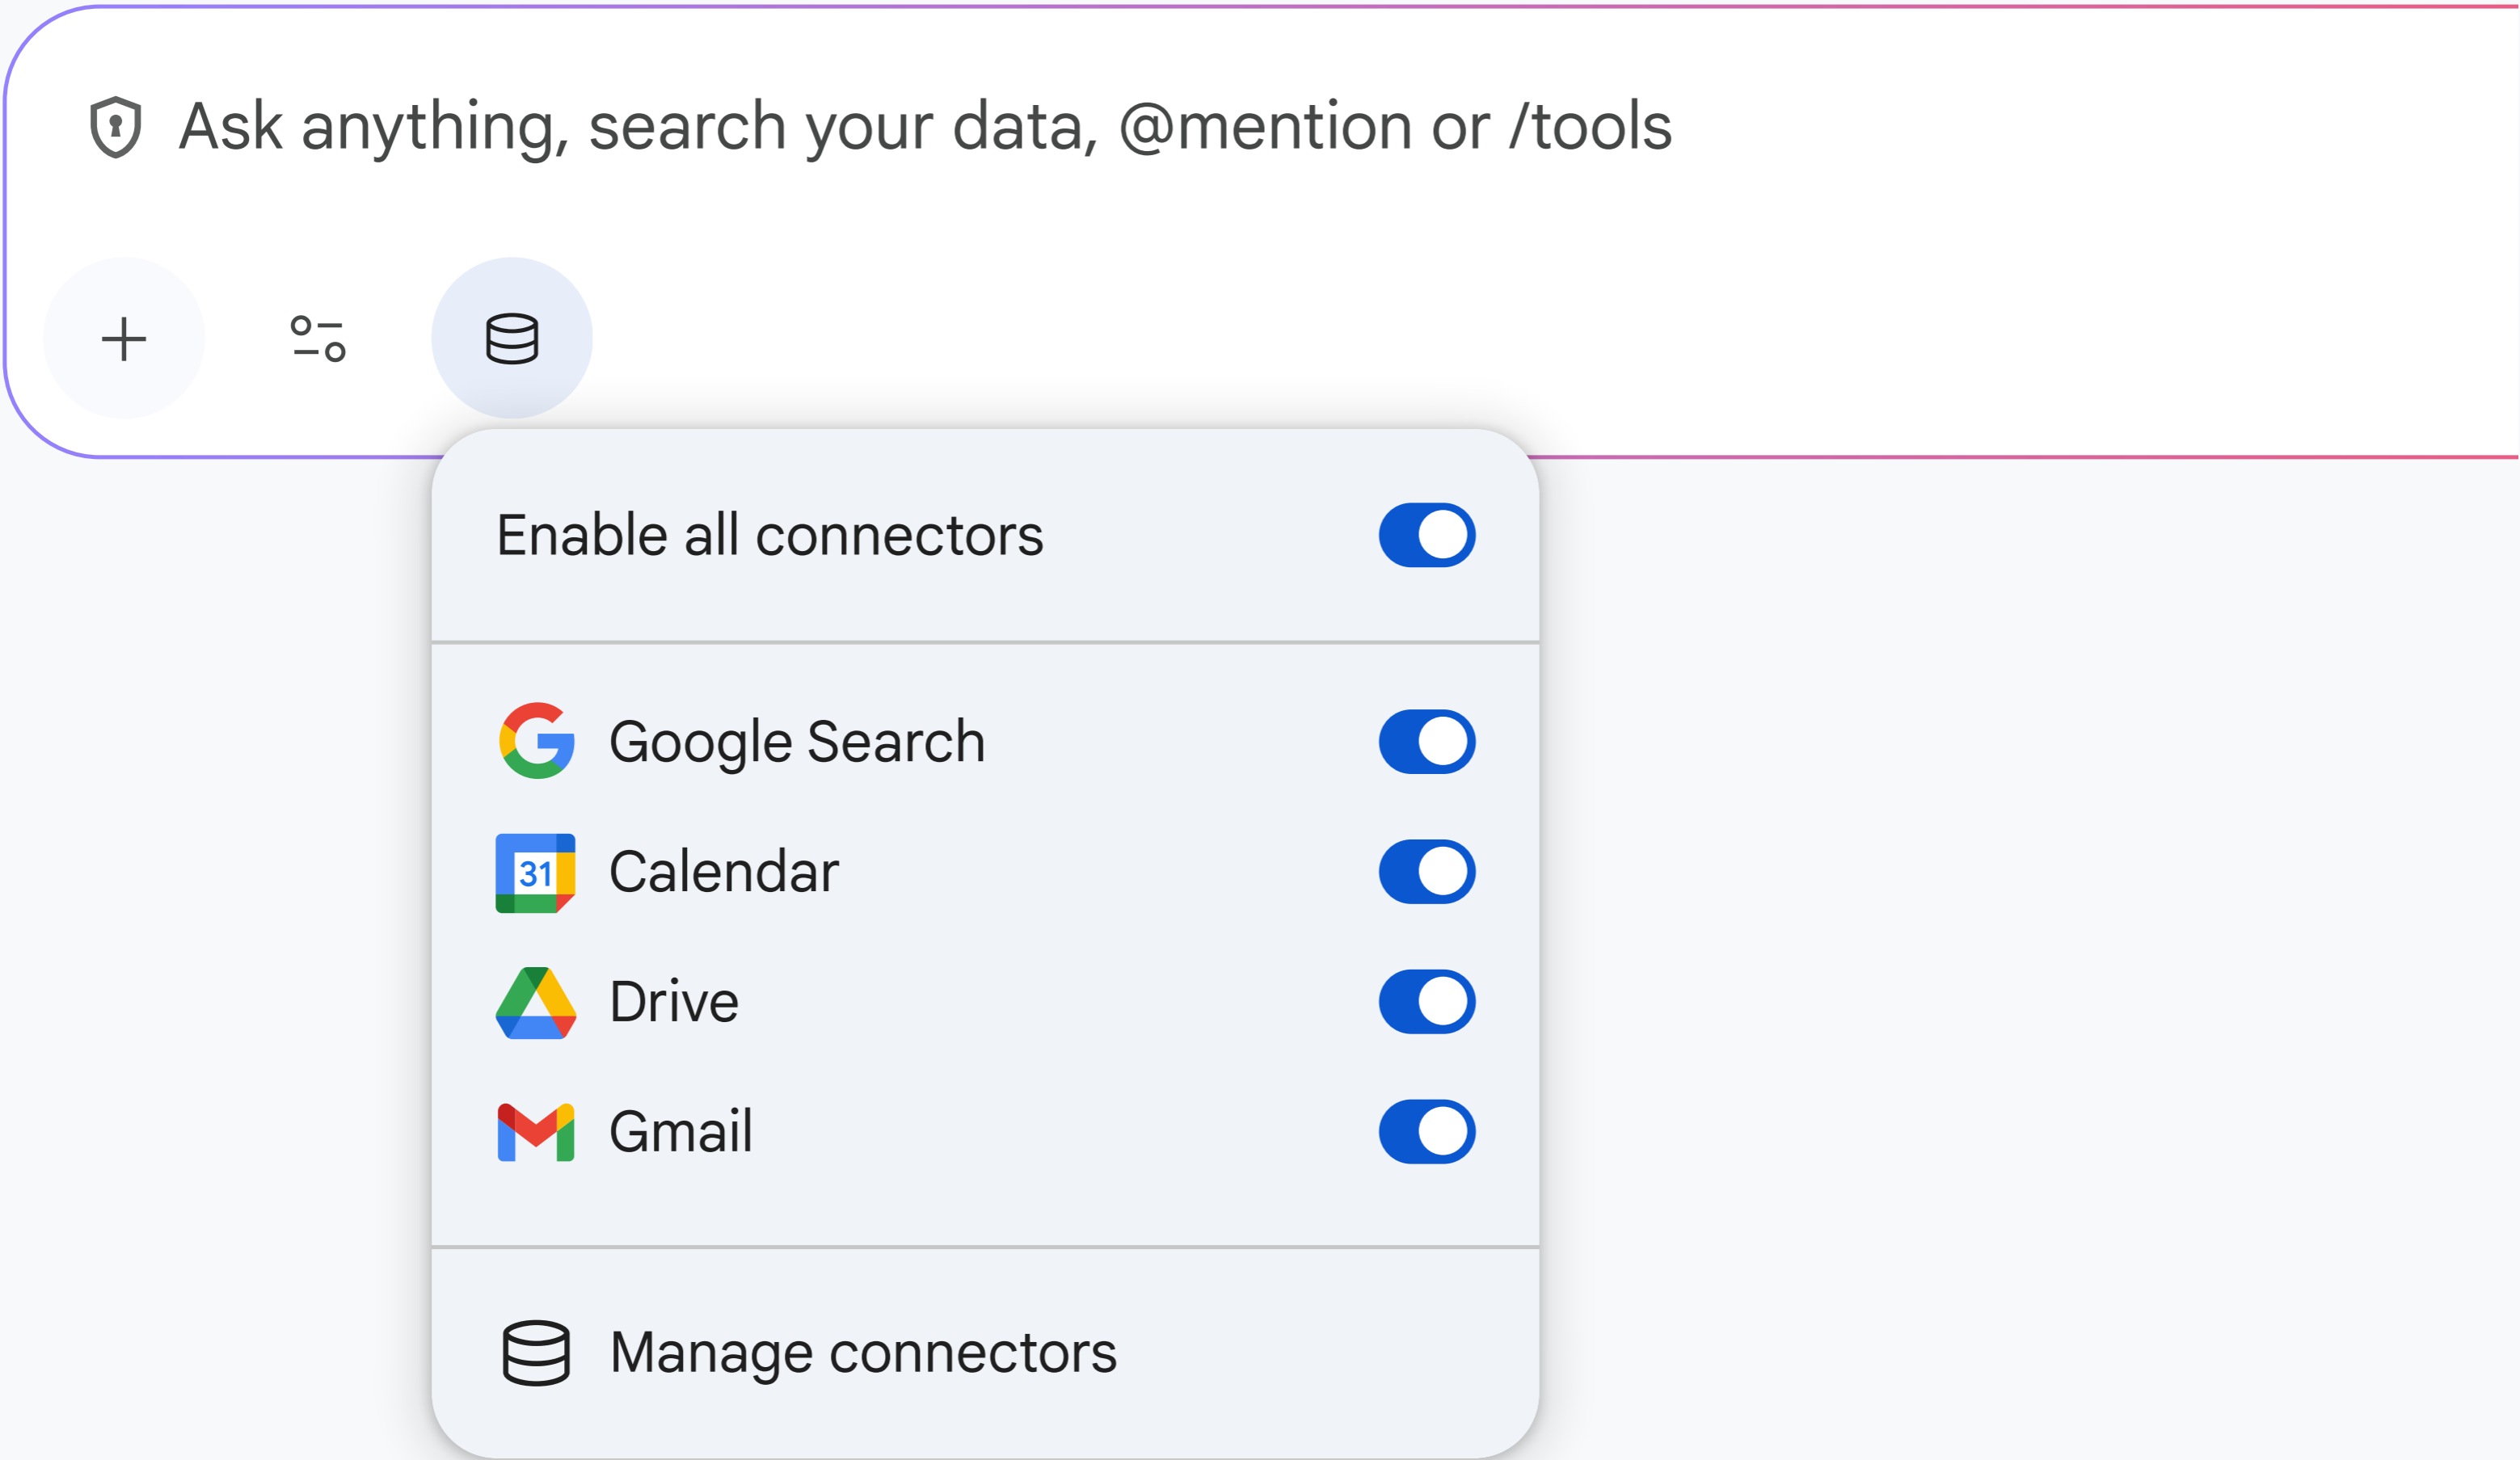 Ask anything, search your data, @mention or /tools
Enable all connectors
Google Search
31
Calendar
Drive
Gmail
Manage connectors